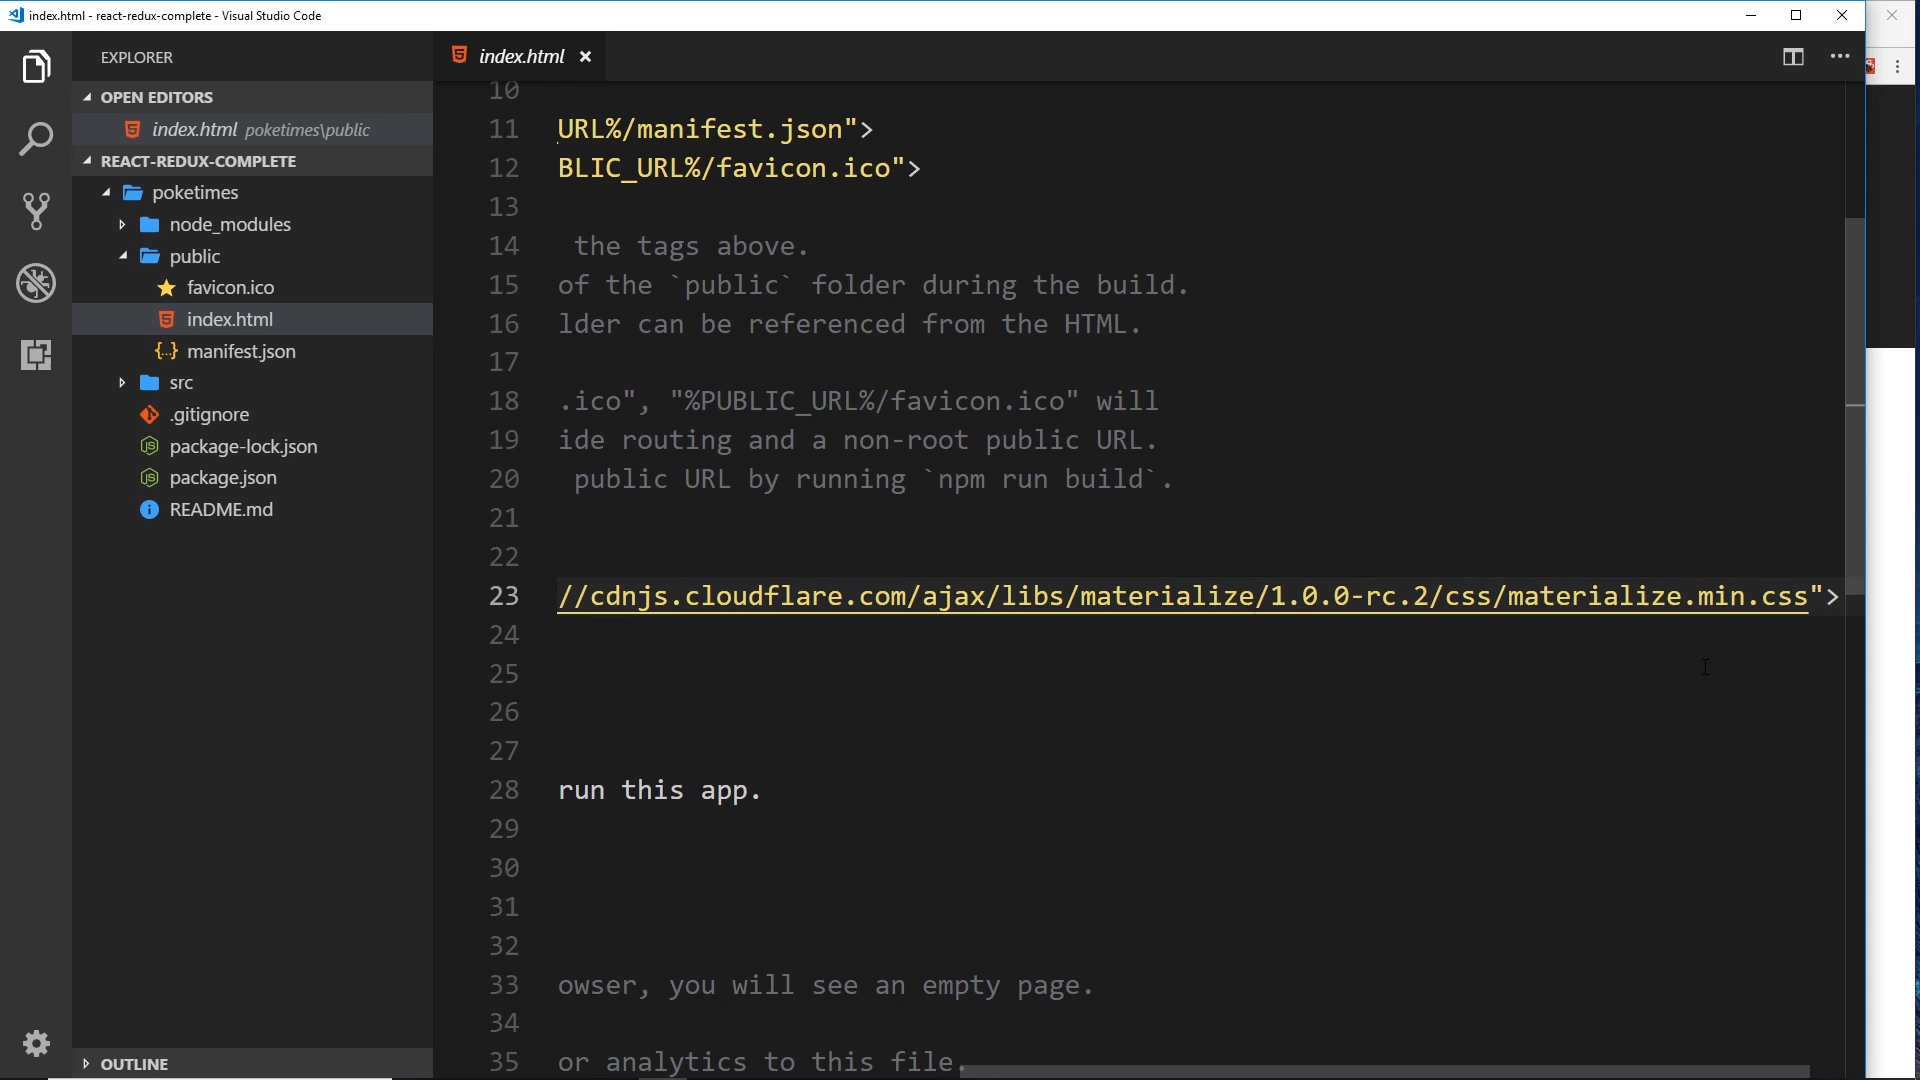 index.html - react-redux-complete - Visual Studio Code
EXPLORER
OPEN EDITORS
index.html poketimes\public
REACT-REDUX-COMPLETE
poketimes
node_modules
public
favicon.ico
index.html
{...} manifest.json
src
.gitignore
package-lock.json
package.json
README.md
OUTLINE
index.html
10
11 URL%/manifest.json">
12 BLIC_URL%/favicon.ico">
13
14 the tags above.
15 of the `public` folder during the build.
16 lder can be referenced from the HTML.
17
18 .ico", "%PUBLIC_URL%/favicon.ico" will
19 ide routing and a non-root public URL.
20 public URL by running `npm run build`.
21
22
23 //cdnjs.cloudflare.com/ajax/libs/materialize/1.0.0-rc.2/css/materialize.min.css">
24
25
26
27
28 run this app.
29
30
31
32
33 owser, you will see an empty page.
34
35 or analytics to this file.